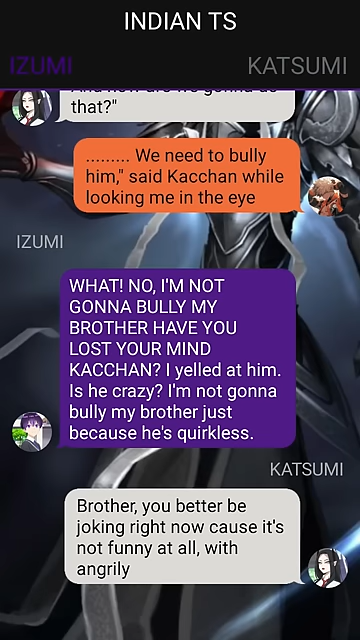 INDIAN TS
IZUMI
KATSUMI
that?"
......... We need to bully
him," said Kacchan while
looking me in the eye
IZUMI
WHAT! NO, I'M NOT
GONNA BULLY MY
BROTHER HAVE YOU
LOST YOUR MIND
KACCHAN? I yelled at him.
Is he crazy? I'm not gonna
bully my brother just
because he's quirkless.
KATSUMI
Brother, you better be
joking right now cause it's
not funny at all, with
angrily